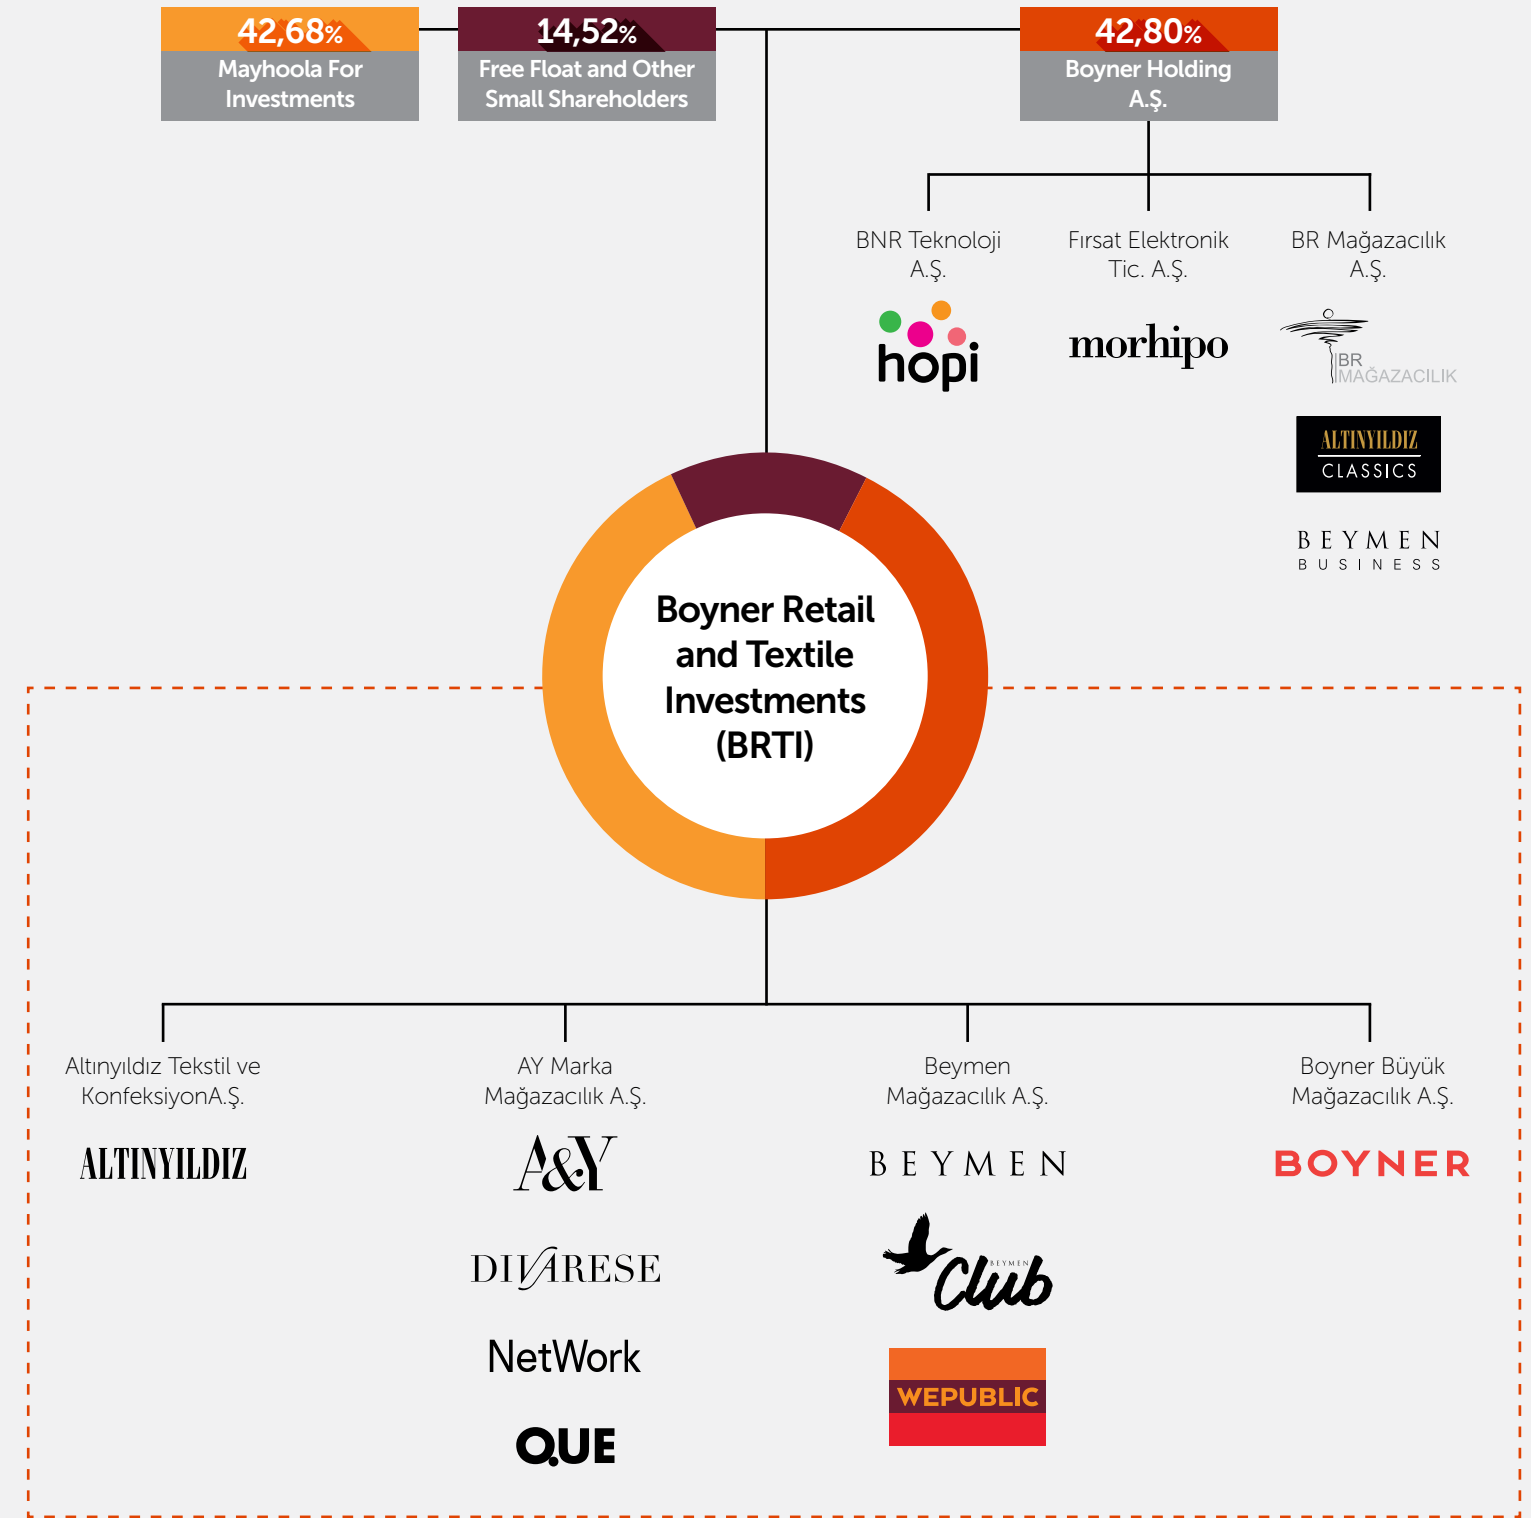 42,68%
Mayhoola For
Investments
14,52%
Free Float and Other
Small Shareholders
42,80%
Boyner Holding
A.Ş.
BNR Teknoloji
A.Ş.
hopi
Fırsat Elektronik
Tic. A.Ş.
morhipo
BR Mağazacılık
A.Ş.
BR
MAĞAZACILIK
ALTINYILDIZ
CLASSICS
BEYMEN
BUSINESS
Boyner Retail
and Textile
Investments
(BRTI)
Altınyıldız Tekstil ve
KonfeksiyonA.Ş.
ALTINYILDIZ
AY Marka
Mağazacılık A.Ş.
A&Y
DIVARESE
NetWork
QUE
Beymen
Mağazacılık A.Ş.
BEYMEN
BEYMEN
Club
WEPUBLIC
Boyner Büyük
Mağazacılık A.Ş.
BOYNER